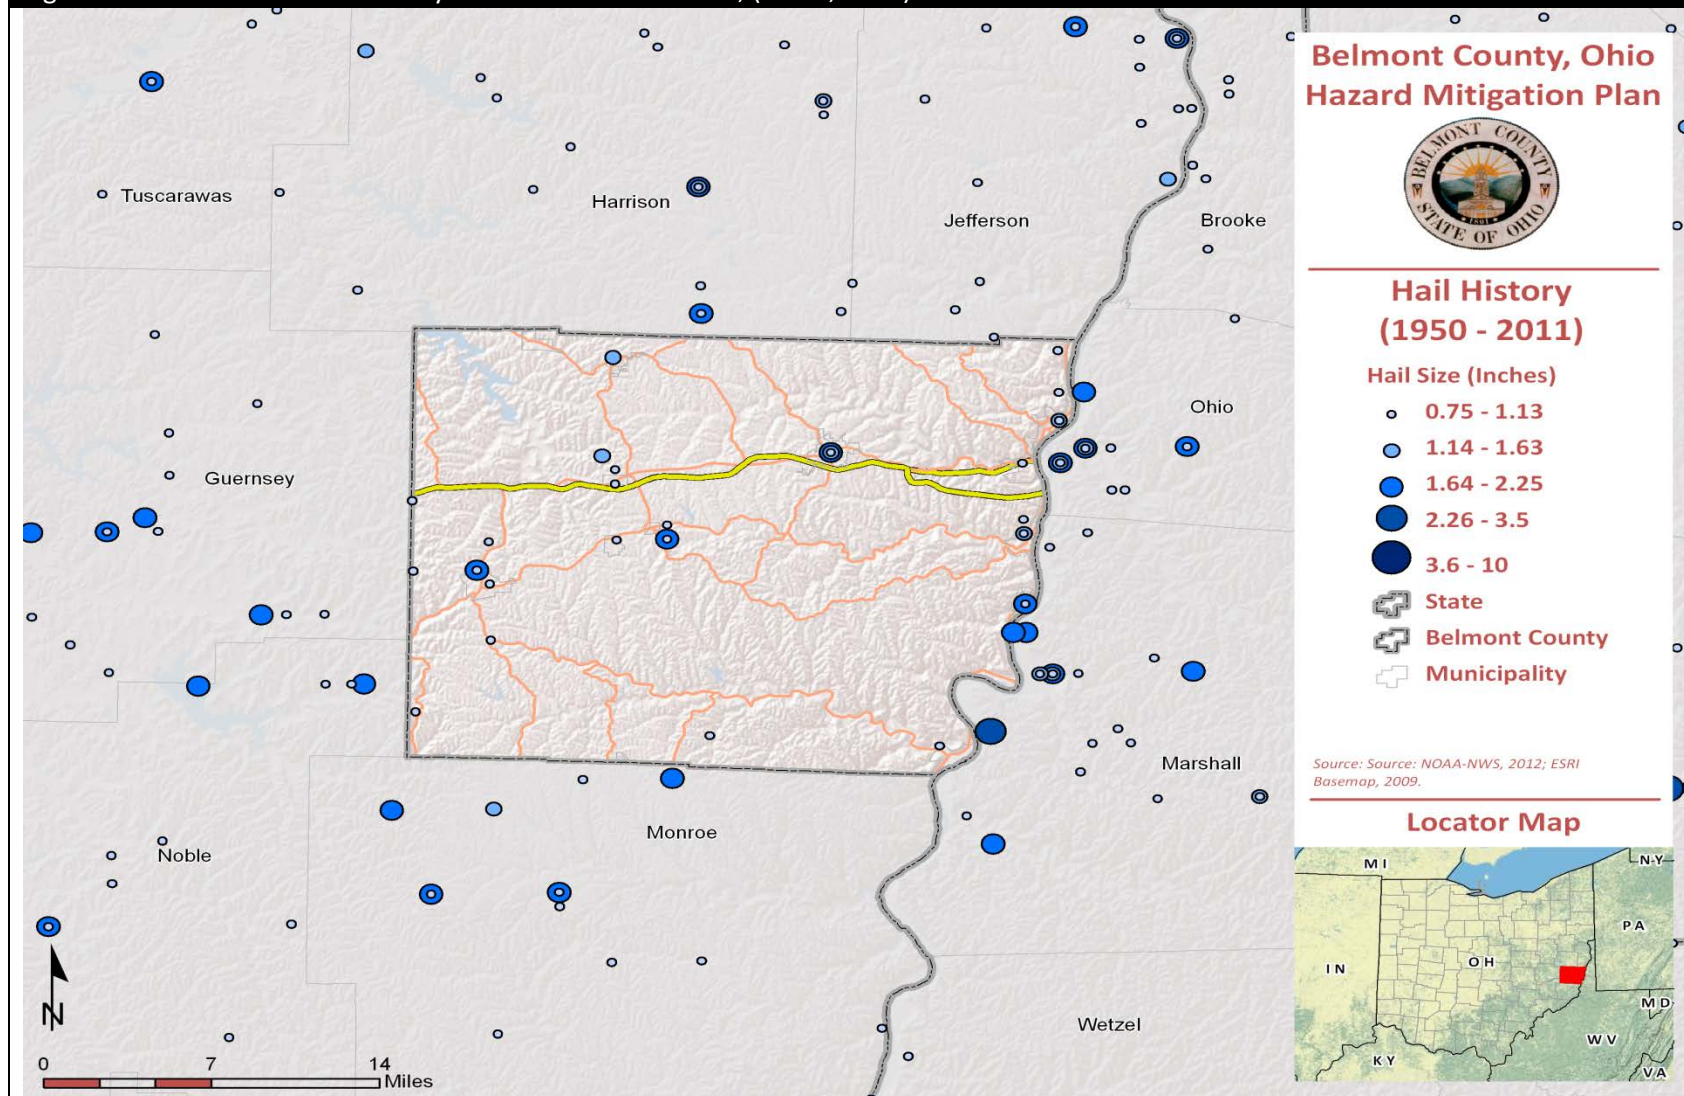 Belmont County, Ohio
Hazard Mitigation Plan
BELMONT COUNTY
1801
STATE OF OHIO
Hail History
(1950 - 2011)
Hail Size (Inches)
0.75 - 1.13
1.14 - 1.63
1.64 - 2.25
2.26 - 3.5
3.6 - 10
State
Belmont County
Municipality
Source: Source: NOAA-NWS, 2012; ESRI
Basemap, 2009.
Locator Map
MI
NY
PA
IN
OH
MD
WV
KY
VA
Tuscarawas
Harrison
Jefferson
Brooke
Ohio
Guernsey
Marshall
Monroe
Noble
Wetzel
N
0 7 14
Miles